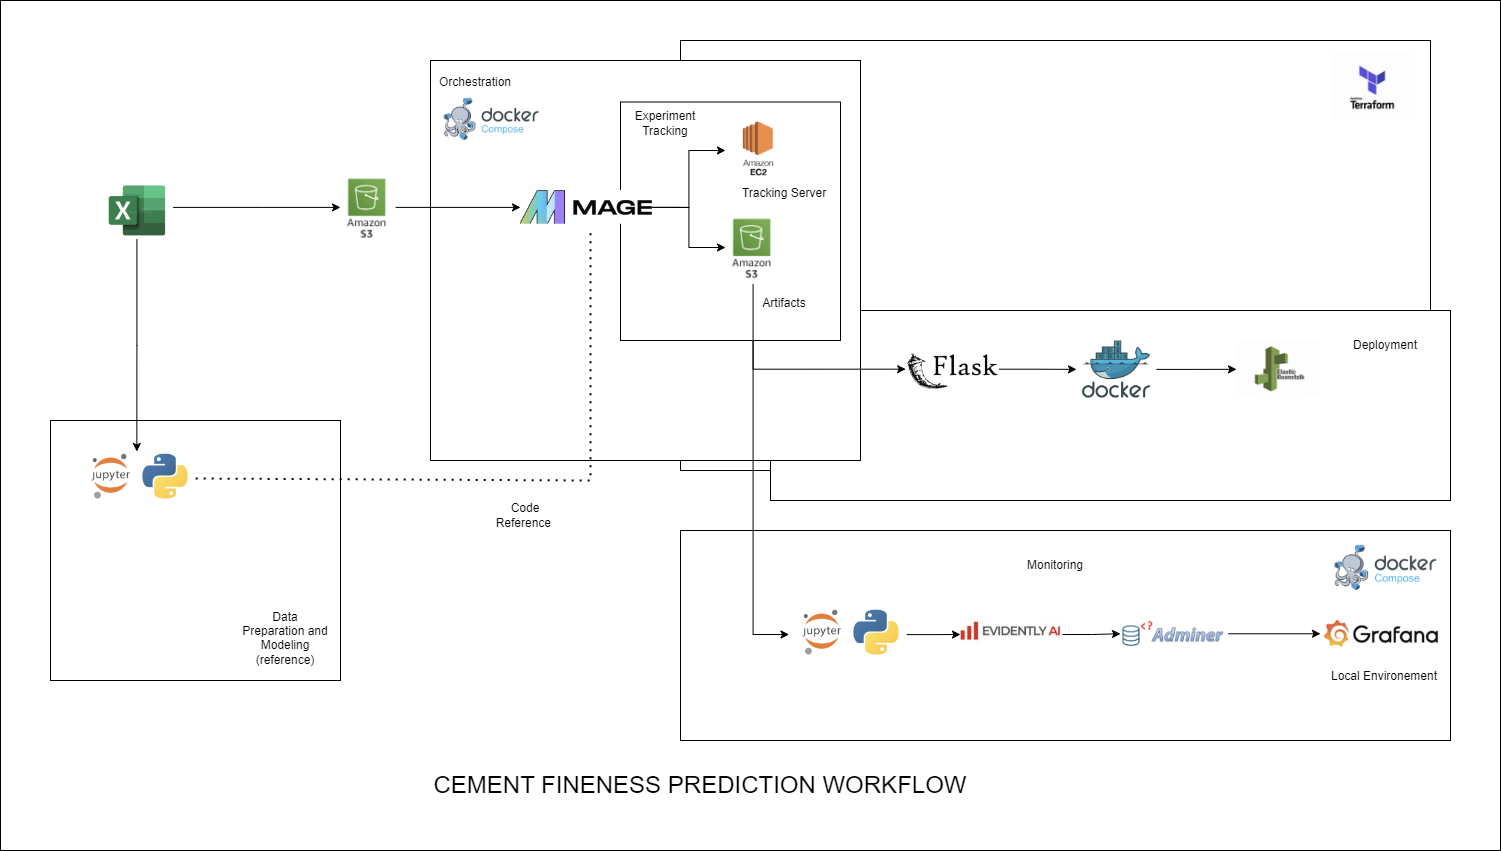 Orchestration
docker
Compose
Experiment
Tracking
Amazon
EC2
Tracking Server
Terraform
X
Amazon
S3
MAGE
Amazon
S3
Artifacts
Deployment
Flask
docker
Elastic
Beanstalk
jupyter
Code
Reference
Data
Preparation and
Modeling
(reference)
Monitoring
docker
Compose
jupyter
EVIDENTLY AI
<?
Adminer
Grafana
Local Environement
CEMENT FINENESS PREDICTION WORKFLOW